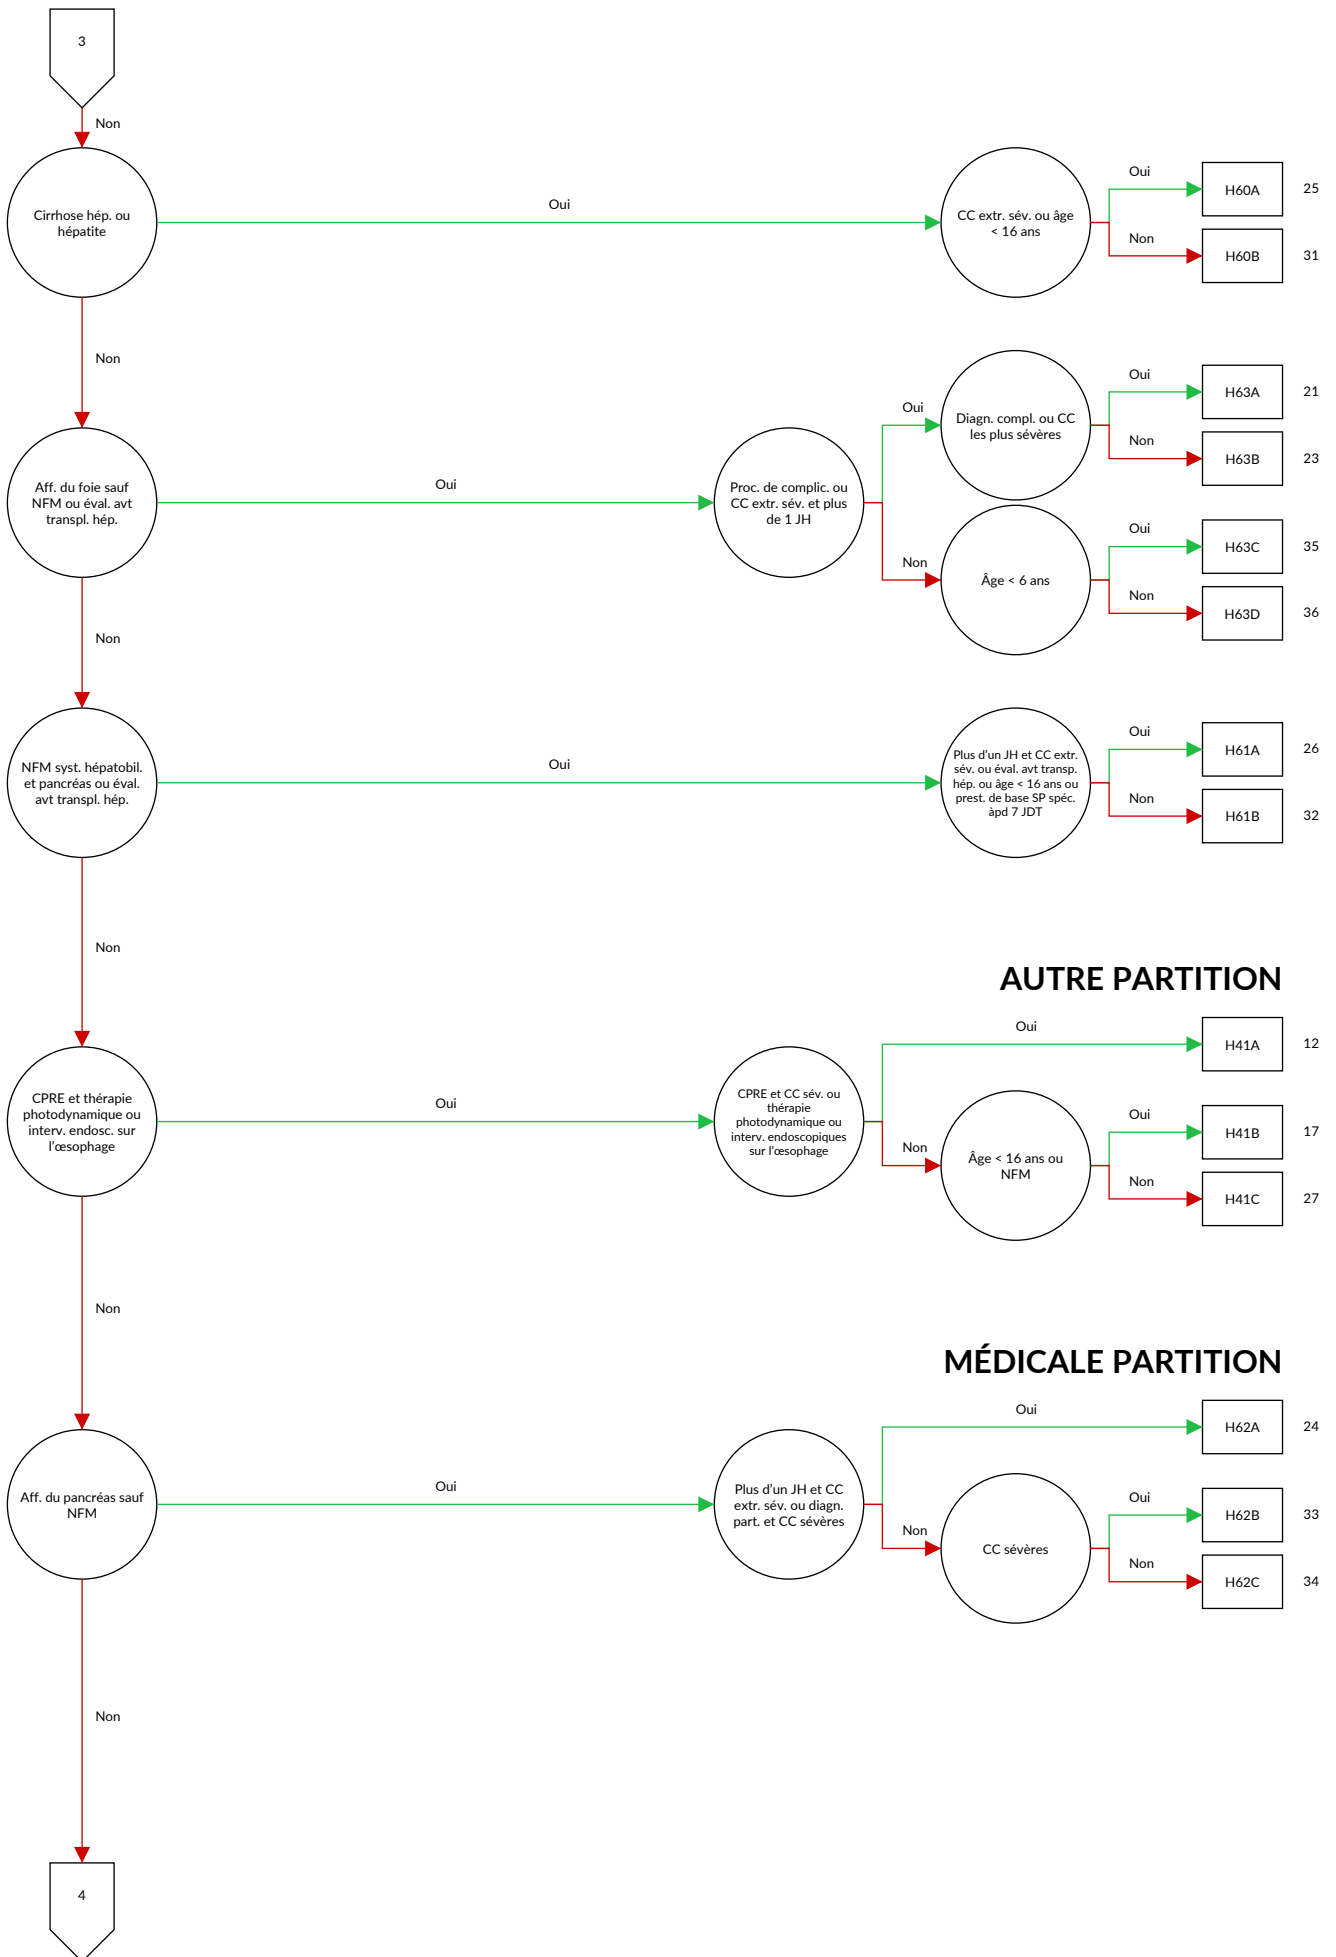 3
Non
Cirrhose hép. ou
hépatite
Oui
CC extr. sév. ou âge
< 16 ans
Oui
H60A
25
Non
H60B
31
Non
Aff. du foie sauf
NFM ou éval. avt
transpl. hép.
Oui
Proc. de complic. ou
CC extr. sév. et plus
de 1 JH
Oui
Diagn. compl. ou CC
les plus sévères
Oui
H63A
21
Non
H63B
23
Non
Âge < 6 ans
Oui
H63C
35
Non
H63D
36
Non
NFM syst. hépatobil.
et pancréas ou éval.
avt transpl. hép.
Oui
Plus d'un JH et CC extr.
sév. ou éval. avt transp.
hép. ou âge < 16 ans ou
prest. de base SP spéc.
àpd 7 JDT
Oui
H61A
26
Non
H61B
32
Non
AUTRE PARTITION
CPRE et thérapie
photodynamique ou
interv. endosc. sur
l'œsophage
Oui
CPRE et CC sév. ou
thérapie
photodynamique ou
interv. endoscopiques
sur l'œsophage
Oui
H41A
12
Non
Âge < 16 ans ou
NFM
Oui
H41B
17
Non
H41C
27
Non
MÉDICALE PARTITION
Aff. du pancréas sauf
NFM
Oui
Plus d'un JH et CC
extr. sév. ou diagn.
part. et CC sévères
Oui
H62A
24
Non
CC sévères
Oui
H62B
33
Non
H62C
34
Non
4